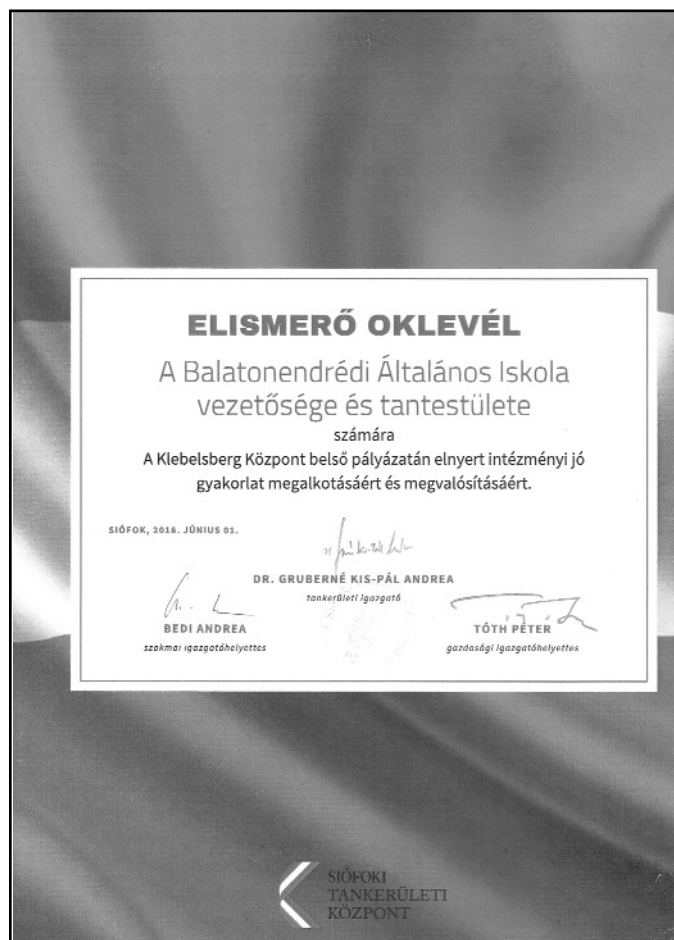 ELISMERŐ OKLEVÉL
A Balatonendrédi Általános Iskola
vezetősége és tantestülete
számára
A Klebelsberg Központ belső pályázatán elnyert intézményi jó
gyakorlat megalkotásáért és megvalósításáért.
SIÓFOK, 2018. JÚNIUS 01.
DR. GRUBERNÉ KIS-PÁL ANDREA
tankerületi igazgató
BEDI ANDREA
szakmai igazgatóhelyettes
TÓTH PÉTER
gazdasági igazgatóhelyettes
SIÓFOKI
TANKERÜLETI
KÖZPONT